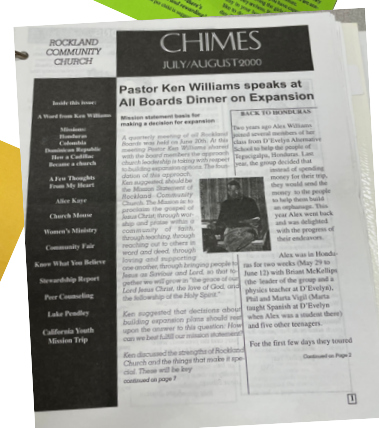 ROCKLAND
COMMUNITY
CHURCH
CHIMES
JULY/AUGUST 2000
Inside this issue:
A Word from Ken Williams
Missions:
Honduras
Colombia
Dominican Republic
How a Cadillac
Became a church
A Few Thoughts
From My Heart
Alice Kaye
Church Mouse
Women's Ministry
Community Fair
Know What You Believe
Stewardship Report
Peer Counseling
Luke Pendley
California Youth
Mission Trip
Pastor Ken Williams speaks at
All Boards Dinner on Expansion
Mission statement basis for
making a decision for expansion
A quarterly meeting of all Rockland
Boards was held on June 20th. At this
meeting Pastor Ken Williams shared
with the board members the approach
church leadership is taking with respect
to building expansion options. The foun-
dation of this approach,
Ken suggested should be
the Mission Statement of
Rockland Community
Church. The Mission is to
proclaim the gospel of
Jesus Christ, through wor-
ship and praise within a
community of faith,
through teaching, through
reaching out to others in
word and deed, through
loving and supporting
one another, through bringing people to
Jesus as Savior and Lord, so that to-
gether we will grow in "the grace of our
Lord Jesus Christ, the love of God, and
the fellowship of the Holy Spirit."
Ken suggested that decisions about
building expansion plans should rest
upon the answer to this question: How
can we best fulfill our mission statement?
Ken discussed the strengths of Rockland
Church and the things that make it spe-
cial. These will be key
continued on page 7
BACK TO HONDURAS
Two years ago Alex Williams
joined several members of his
class from D'Evelyn Alternative
School to help the people of
Tegucigalpa, Honduras. Last
year, the group decided that
instead of spending
money for their trip,
they would send the
money to the people
to help them build
an orphanage. This
year Alex went back
and was delighted
with the progress of
their endeavors.
Alex was in Hondu-
ras for two weeks (May 29 to
June 12) with Briant McKellips
(the leader of the group and a
physics teacher at D'Evelyn),
Phil and Marta Vigil (Marta
taught Spanish at D'Evelyn
when Alex was a student there)
and five other teenagers.
For the first few days they toured
Continued on Page 2
1